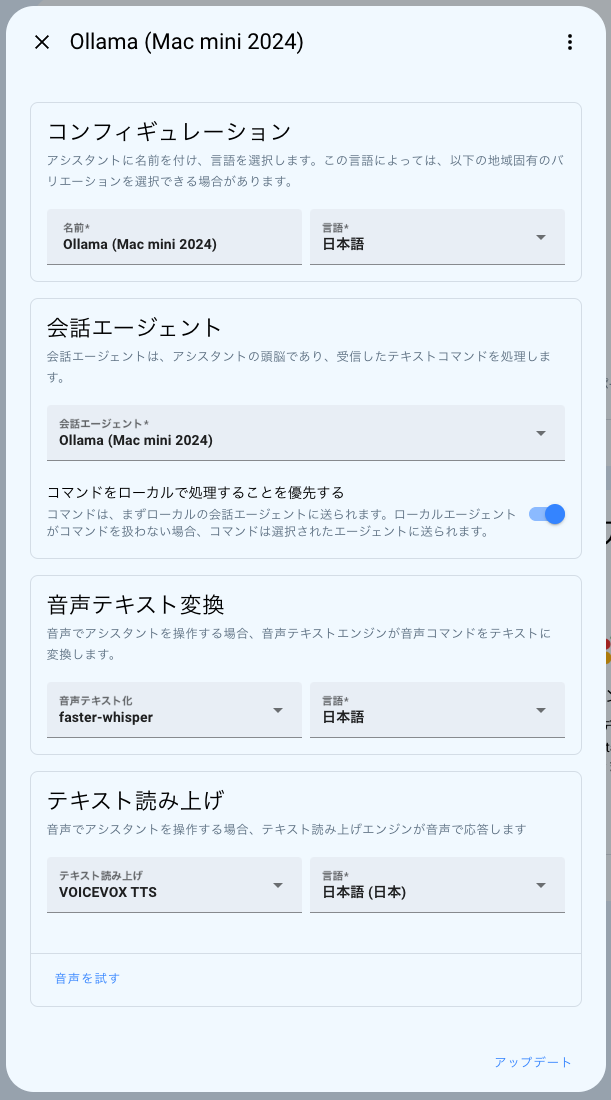 Ollama (Mac mini 2024)
コンフィギュレーション
アシスタントに名前を付け、言語を選択します。この言語によっては、以下の地域固有のバ
リエーションを選択できる場合があります。
名前*
Ollama (Mac mini 2024)
言語*
日本語
会話エージェント
会話エージェントは、アシスタントの頭脳であり、受信したテキストコマンドを処理しま
す。
会話エージェント*
Ollama (Mac mini 2024)
コマンドをローカルで処理することを優先する
コマンドは、まずローカルの会話エージェントに送られます。ローカルエージェント
がコマンドを扱わない場合、コマンドは選択されたエージェントに送られます。
音声テキスト変換
音声でアシスタントを操作する場合、音声テキストエンジンが音声コマンドをテキストに
変換します。
音声テキスト化
faster-whisper
言語*
日本語
テキスト読み上げ
音声でアシスタントを操作する場合、テキスト読み上げエンジンが音声で応答します
テキスト読み上げ
VOICEVOX TTS
言語*
日本語 (日本)
音声を試す
アップデート